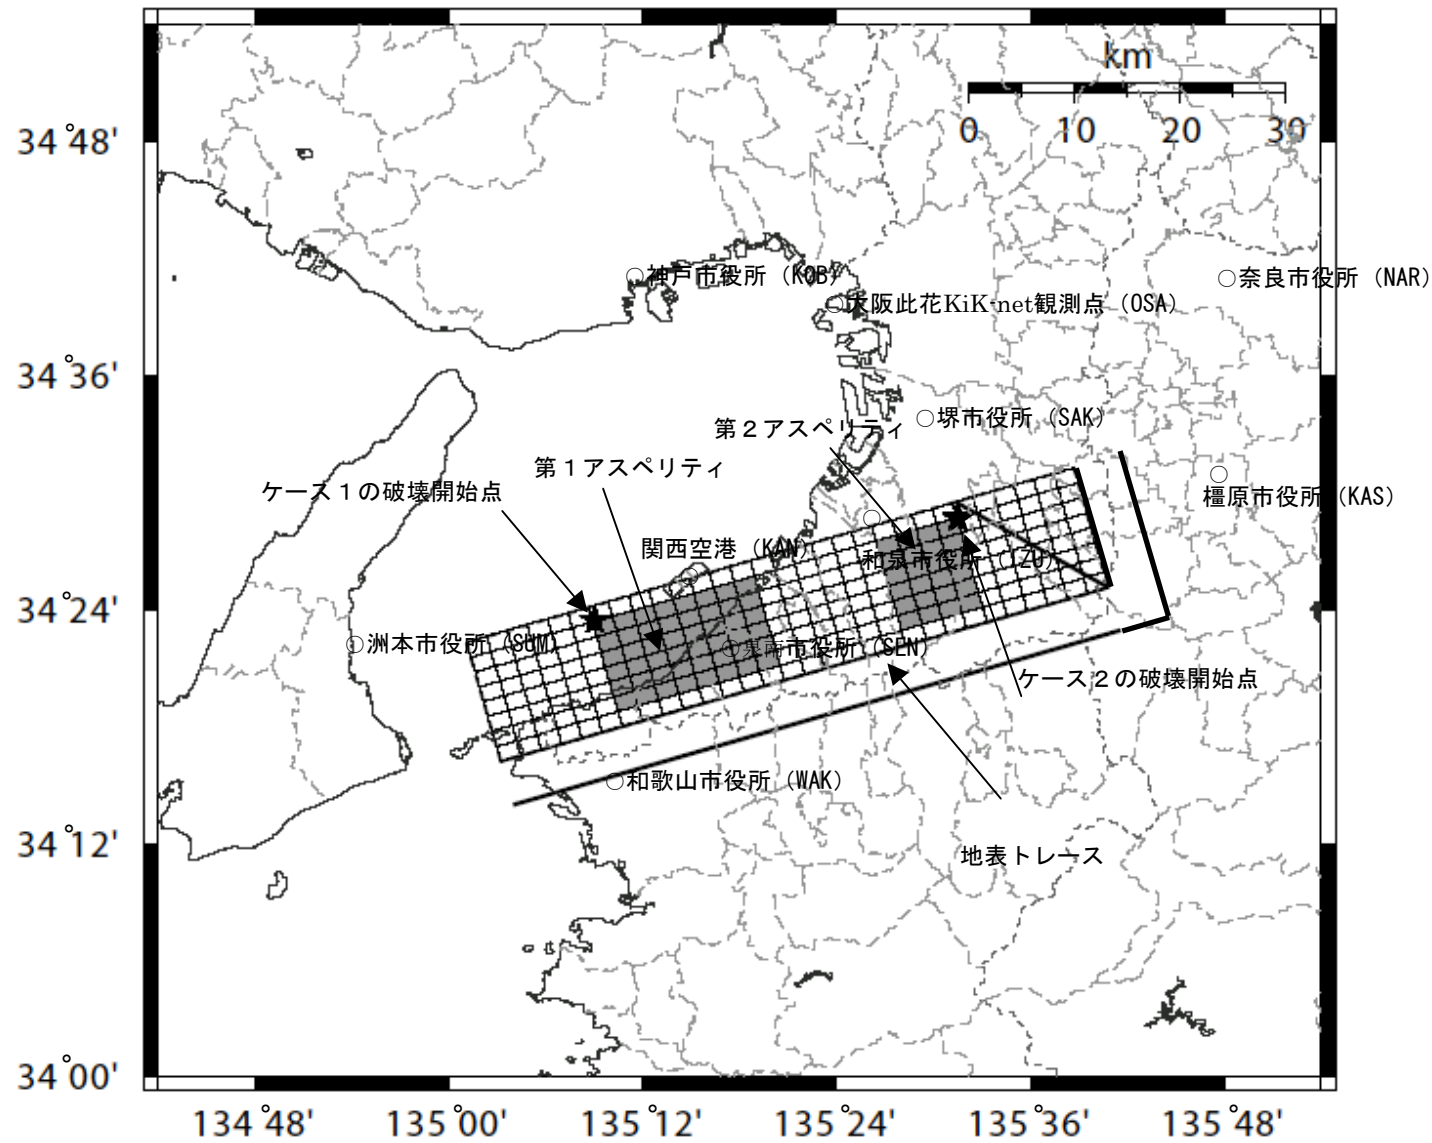 km
0 10 20 30
34°48'
○神戸市役所（KOB）
○奈良市役所（NAR）
○大阪此花KiK-net観測点（OSA）
34°36'
○堺市役所（SAK）
第２アスペリティ
第１アスペリティ
ケース１の破壊開始点
○
橿原市役所（KAS）
○
関西空港（KAN）
和泉市役所（IZU）
34°24'
○洲本市役所（SUM）
○泉南市役所（SEN）
ケース２の破壊開始点
○和歌山市役所（WAK）
34°12'
地表トレース
34°00'
134°48' 135°00' 135°12' 135°24' 135°36' 135°48'